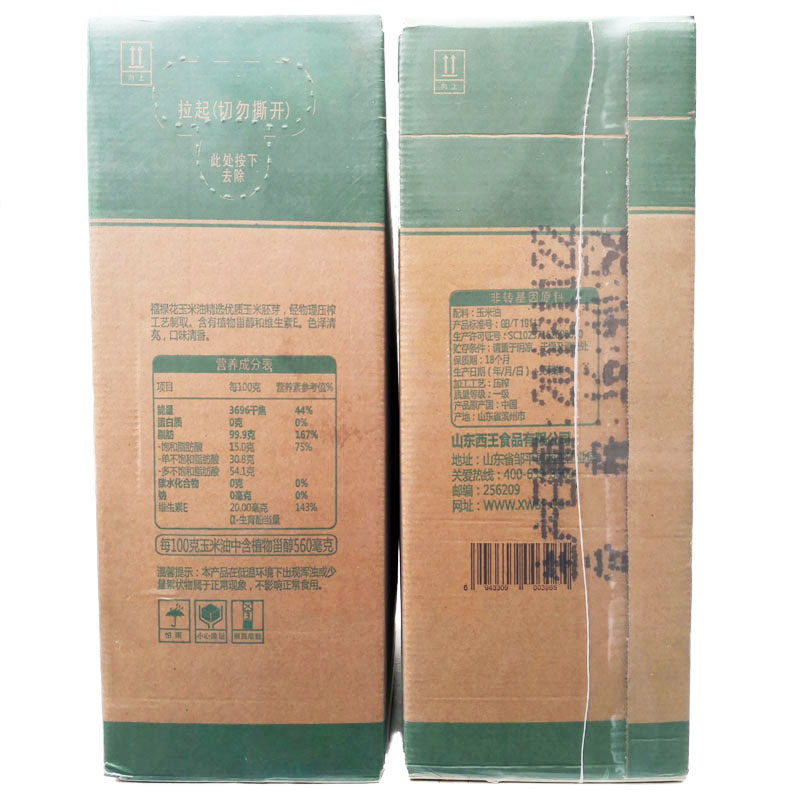 向上
拉起(切勿撕开)
此处按下
去除
禧禄花玉米油精选优质玉米胚芽,经物理压榨
工艺制取。含有植物甾醇和维生素E。色泽清
亮,口味清香。
营养成分表
项目 每100克 营养素参考值%
能量 3696千焦 44%
蛋白质 0克 0%
脂肪 99.9克 167%
-饱和脂肪酸 15.0克 75%
-单不饱和脂肪酸 30.8克
-多不饱和脂肪酸 54.1克
碳水化合物 0克 0%
钠 0毫克 0%
维生素E 20.00毫克 143%
α-生育酚当量
每100克玉米油中含植物甾醇560毫克
温馨提示:本产品在低温环境下出现浑浊或少
量絮状物属于正常现象,不影响正常食用。
怕雨
小心轻放
向上
非转基因原料
配料:玉米油
产品标准号:GB/T 19111
生产许可证号:
贮存条件:请置于阴凉、
保质期:18个月
生产日期(年/月/日)
加工工艺:压榨
质量等级:一级
产品原产国:中国
产地:山东省滨州市
山东西王食品有限公司
地址:山东省邹平
关爱热线:400-6
邮编:256209
网址:www.xw
6 943309 003965